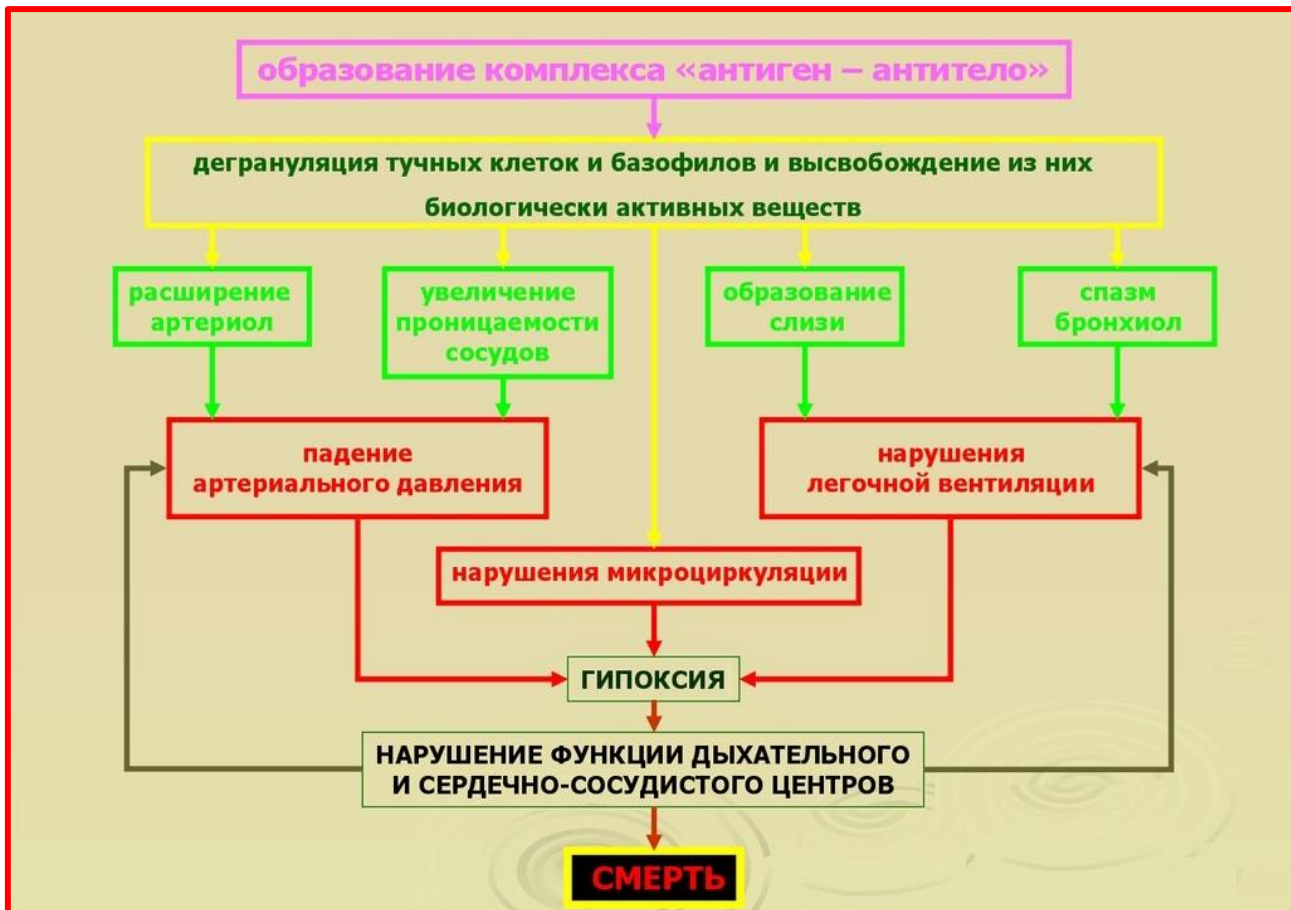 образование комплекса «антиген – антитело»
дегрануляция тучных клеток и базофилов и высвобождение из них
биологически активных веществ
расширение
артериол
увеличение
проницаемости
сосудов
образование
слизи
спазм
бронхиол
падение
артериального давления
нарушения
легочной вентиляции
нарушения микроциркуляции
ГИПОКСИЯ
НАРУШЕНИЕ ФУНКЦИИ ДЫХАТЕЛЬНОГО
И СЕРДЕЧНО-СОСУДИСТОГО ЦЕНТРОВ
СМЕРТЬ